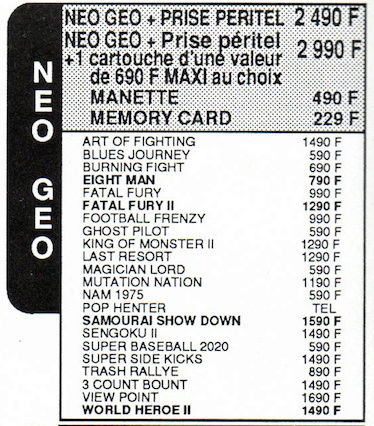 NEO GEO
NEO GEO + PRISE PERITEL 2 490 F
NEO GEO + Prise péritel
+1 cartouche d'une valeur 2 990 F
de 690 F MAXI au choix
MANETTE 490 F
MEMORY CARD 229 F
ART OF FIGHTING 1490 F
BLUES JOURNEY 590 F
BURNING FIGHT 690 F
EIGHT MAN 790 F
FATAL FURY 990 F
FATAL FURY II 1290 F
FOOTBALL FRENZY 990 F
GHOST PILOT 590 F
KING OF MONSTER II 1290 F
LAST RESORT 1290 F
MAGICIAN LORD 590 F
MUTATION NATION 1190 F
NAM 1975 590 F
POP HENTER TEL
SAMOURAI SHOW DOWN 1590 F
SENGOKU II 1490 F
SUPER BASEBALL 2020 590 F
SUPER SIDE KICKS 1490 F
TRASH RALLYE 890 F
3 COUNT BOUNT 1490 F
VIEW POINT 1690 F
WORLD HEROE II 1490 F